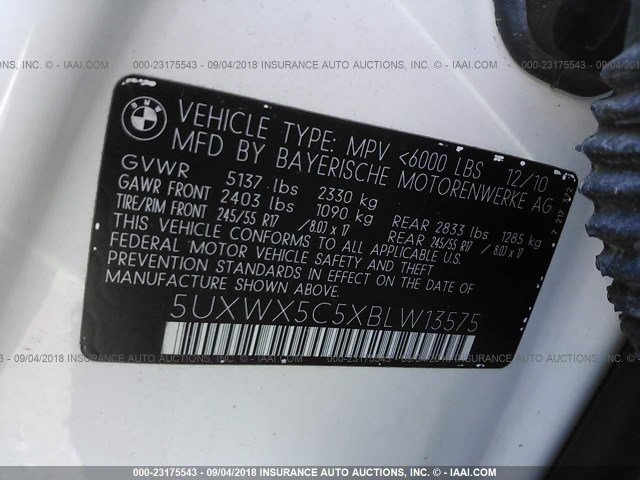 000-23175543 - 09/04/2018 INSURANCE AUTO AUCTIONS, INC. - IAAI.COM
BMW
VEHICLE TYPE: MPV <6000 LBS 12/10
MFD BY BAYERISCHE MOTORENWERKE AG
GVWR 5137 lbs 2330 kg
GAWR FRONT 2403 lbs 1090 kg REAR 2833 lbs 1285 kg
TIRE/RIM FRONT 245/55 R17 / 8.0J x 17 REAR 245/55 R17 / 8.0J x 17
THIS VEHICLE CONFORMS TO ALL APPLICABLE U.S.
FEDERAL MOTOR VEHICLE SAFETY AND THEFT
PREVENTION STANDARDS IN EFFECT ON THE DATE OF
MANUFACTURE SHOWN ABOVE.
5UXWX5C5XBLW13575
000-23175543 - 09/04/2018 INSURANCE AUTO AUCTIONS, INC. - IAAI.COM